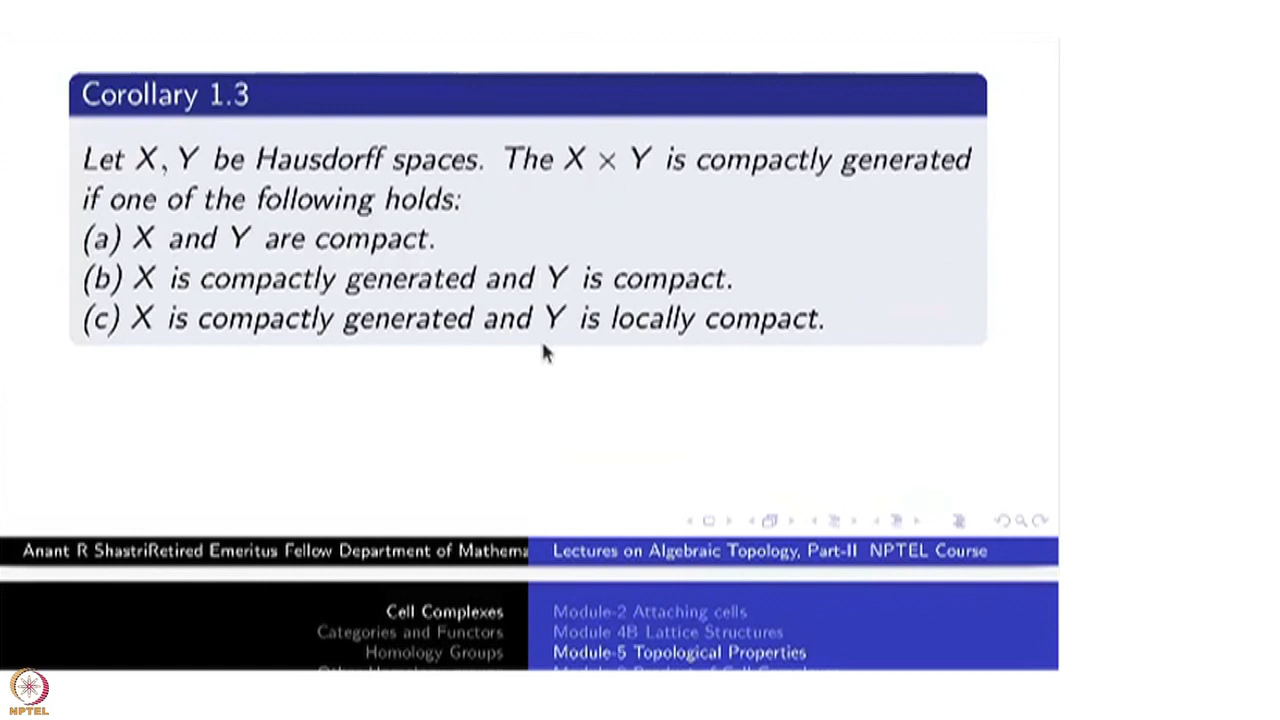 Corollary 1.3
Let X, Y be Hausdorff spaces. The X × Y is compactly generated
if one of the following holds:
(a) X and Y are compact.
(b) X is compactly generated and Y is compact.
(c) X is compactly generated and Y is locally compact.
Anant R ShastriRetired Emeritus Fellow Department of Mathema
Lectures on Algebraic Topology, Part-II NPTEL Course
Cell Complexes
Categories and Functors
Homology Groups
Module-2 Attaching cells
Module 4B Lattice Structures
Module-5 Topological Properties
NPTEL